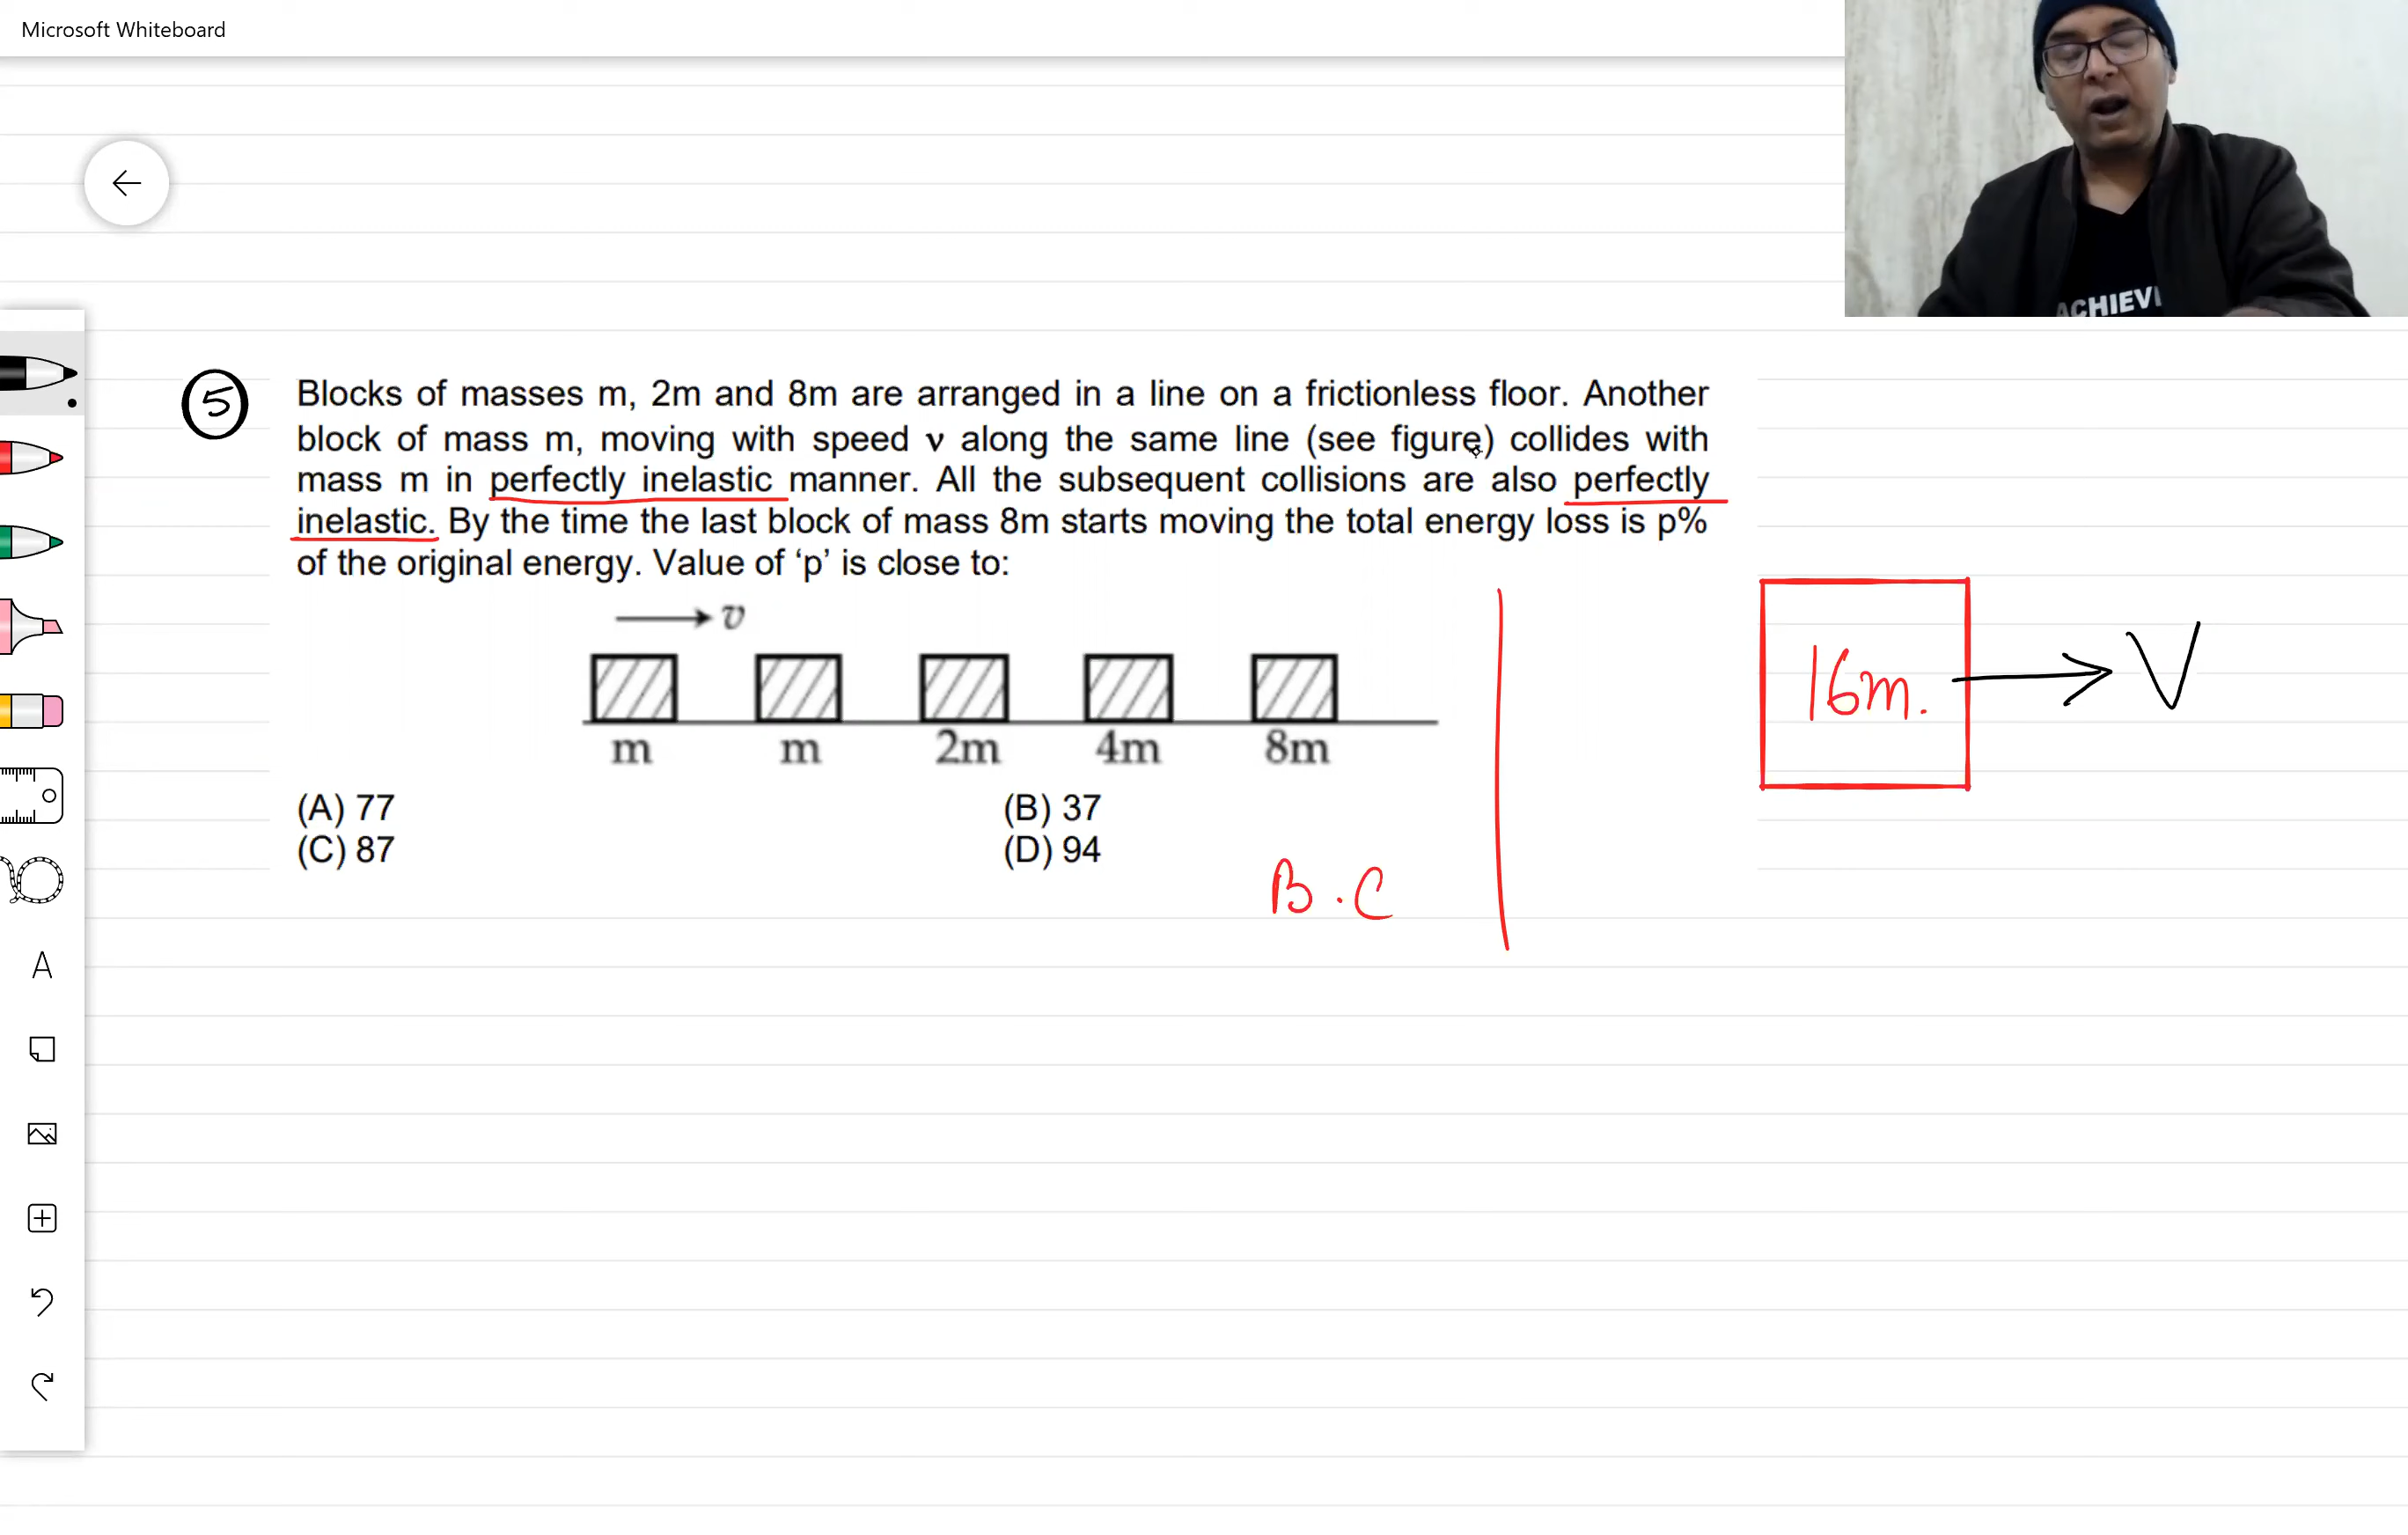 Microsoft Whiteboard
ACHIEV
5
Blocks of masses m, 2m and 8m are arranged in a line on a frictionless floor. Another
block of mass m, moving with speed v along the same line (see figure) collides with
mass m in perfectly inelastic manner. All the subsequent collisions are also perfectly
inelastic. By the time the last block of mass 8m starts moving the total energy loss is p%
of the original energy. Value of ‘p’ is close to:
v
m m 2m 4m 8m
16m.
V
(A) 77 (B) 37
(C) 87 (D) 94
B.C
A